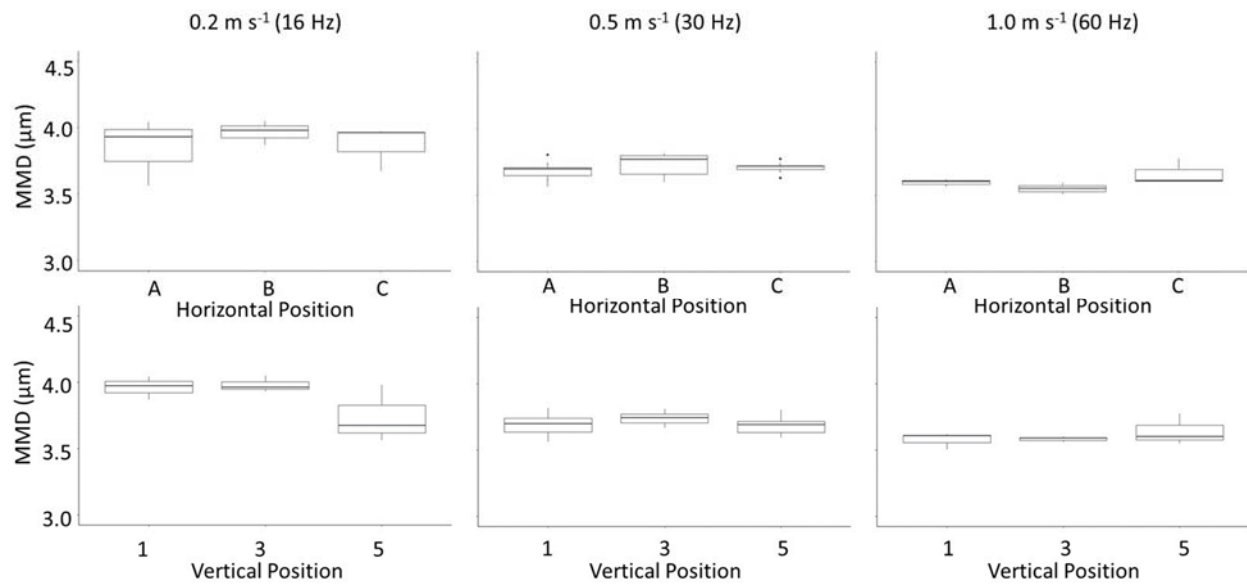 0.2 m s⁻¹ (16 Hz) 0.5 m s⁻¹ (30 Hz) 1.0 m s⁻¹ (60 Hz)
MMD (µm)
4.5
4.0
3.5
3.0
A B C A B C A B C
Horizontal Position Horizontal Position Horizontal Position
MMD (µm)
4.5
4.0
3.5
3.0
1 3 5 1 3 5 1 3 5
Vertical Position Vertical Position Vertical Position